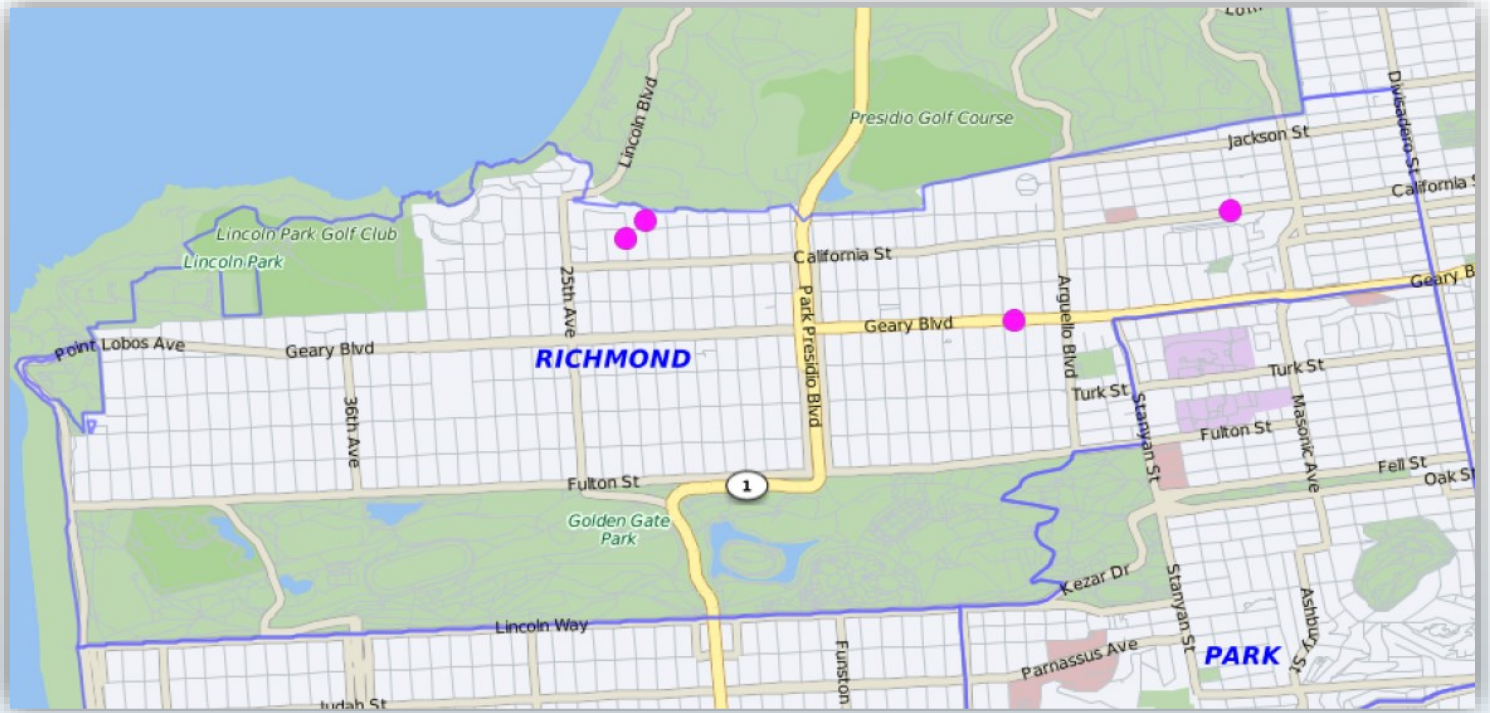 Lincoln Blvd
Presidio Golf Course
Divisadero St
Jackson St
California S
Lincoln Park Golf Club
Lincoln Park
California St
25th Ave
Park Presidio Blvd
Arguello Blvd
Geary B
Geary Blvd
Point Lobos Ave
Geary Blvd
RICHMOND
Turk St
Turk St
36th Ave
Stanyan St
Masonic Ave
Fulton St
Fell St
Oak St
Fulton St
1
Golden Gate
Park
Kezar Dr
Stanyan St
Ashbury St
Lincoln Way
Funston
Parnassus Ave
PARK
Judah St